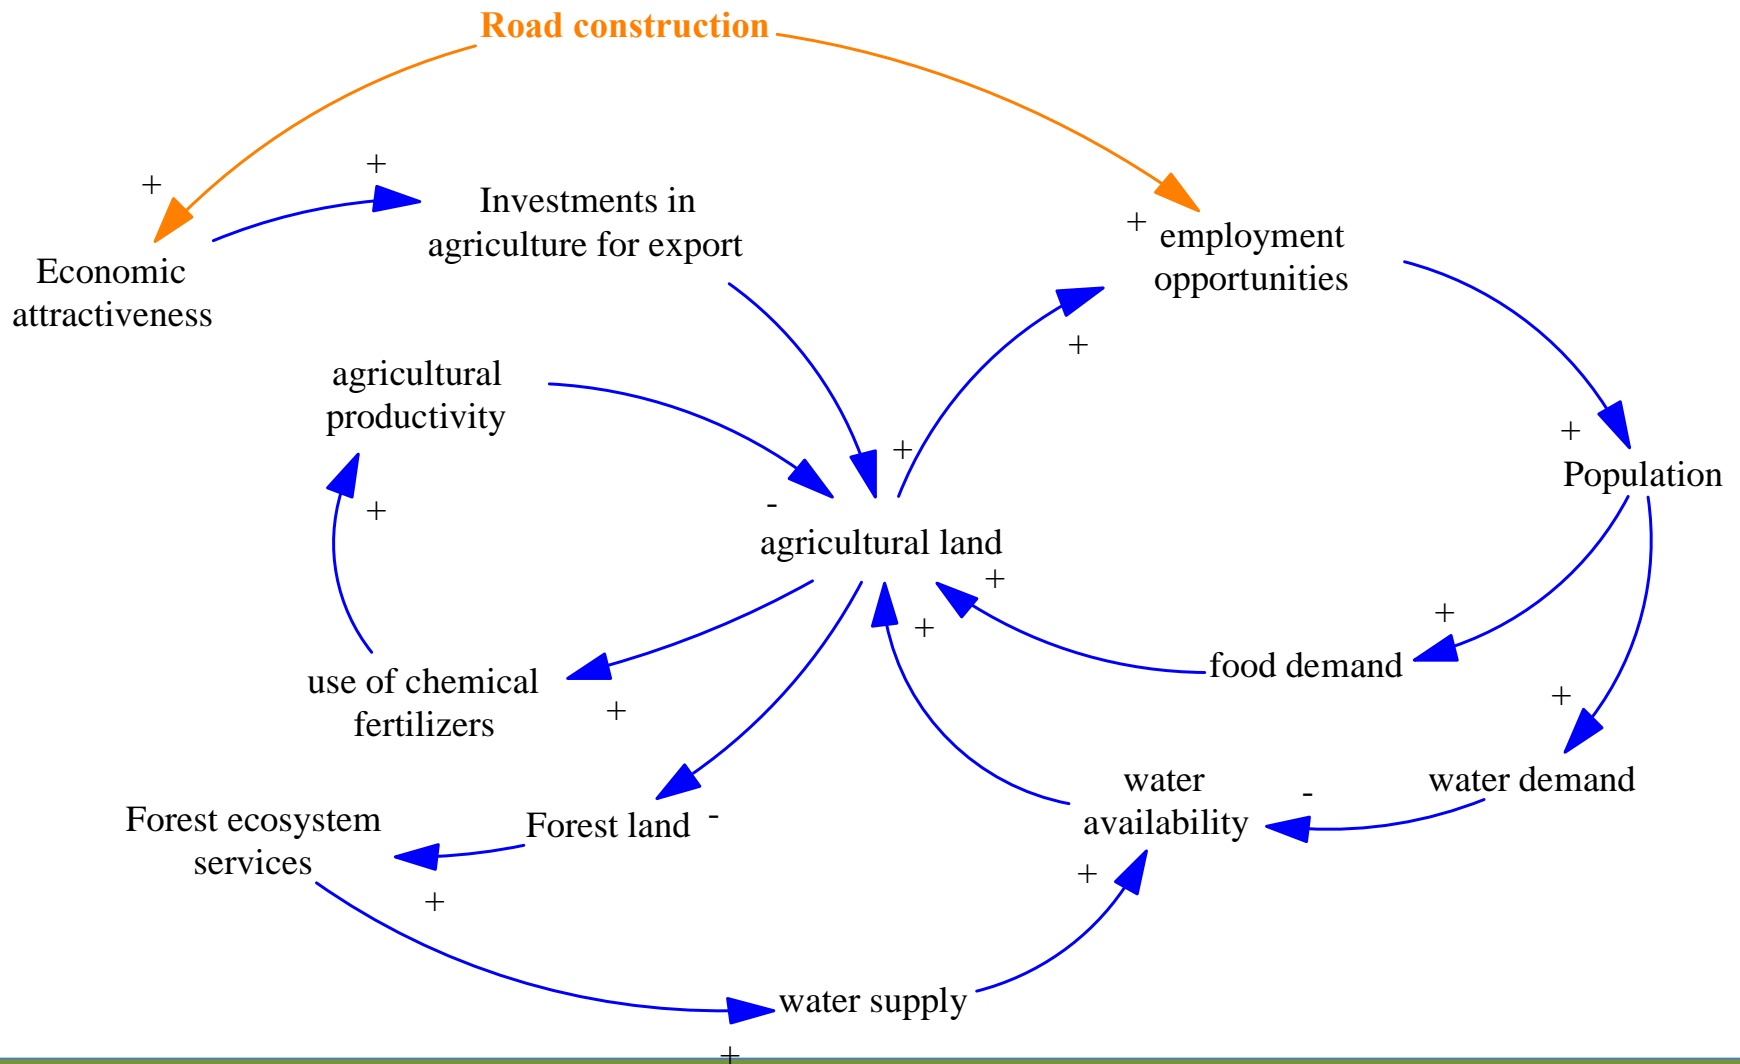 Road construction
+
+
Investments in
agriculture for export
+
employment
opportunities
Economic
attractiveness
+
agricultural
productivity
+
+
Population
+
-
agricultural land
+
+
+
food demand
use of chemical
fertilizers
+
+
water
availability
-
water demand
Forest ecosystem
services
Forest land
-
+
+
water supply
+